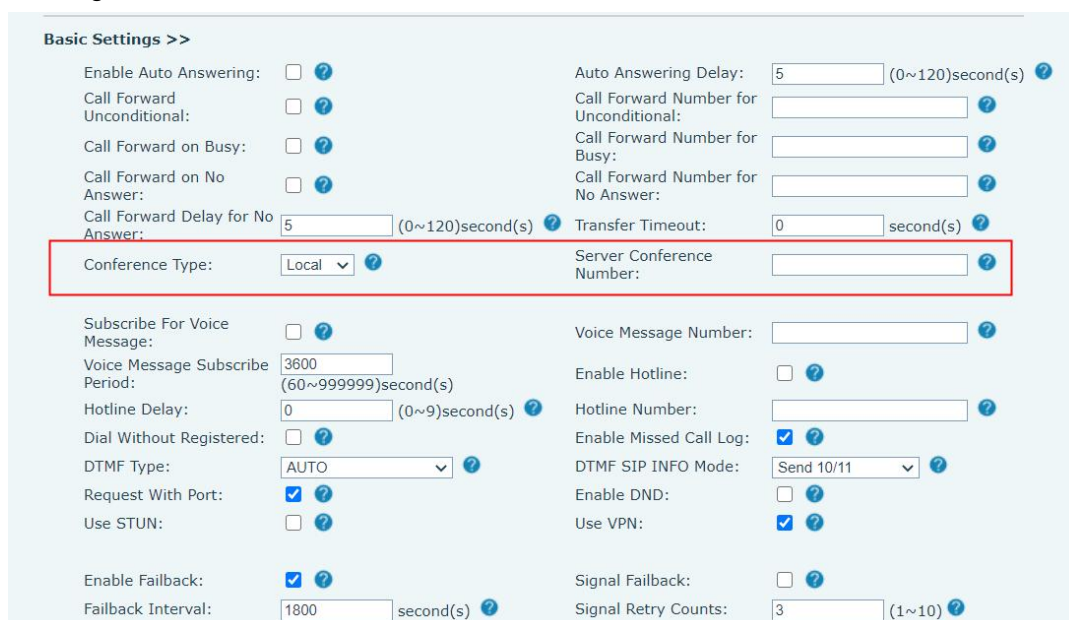 Basic Settings >>
Enable Auto Answering: Auto Answering Delay: 5 (0~120)second(s)
Call Forward Unconditional: Call Forward Number for Unconditional:
Call Forward on Busy: Call Forward Number for Busy:
Call Forward on No Answer: Call Forward Number for No Answer:
Call Forward Delay for No Answer: 5 (0~120)second(s) Transfer Timeout: 0 second(s)
Conference Type: Local Server Conference Number:
Subscribe For Voice Message: Voice Message Number:
Voice Message Subscribe Period: 3600 (60~999999)second(s) Enable Hotline:
Hotline Delay: 0 (0~9)second(s) Hotline Number:
Dial Without Registered: Enable Missed Call Log:
DTMF Type: AUTO DTMF SIP INFO Mode: Send 10/11
Request With Port: Enable DND:
Use STUN: Use VPN:
Enable Failback: Signal Failback:
Failback Interval: 1800 second(s) Signal Retry Counts: 3 (1~10)